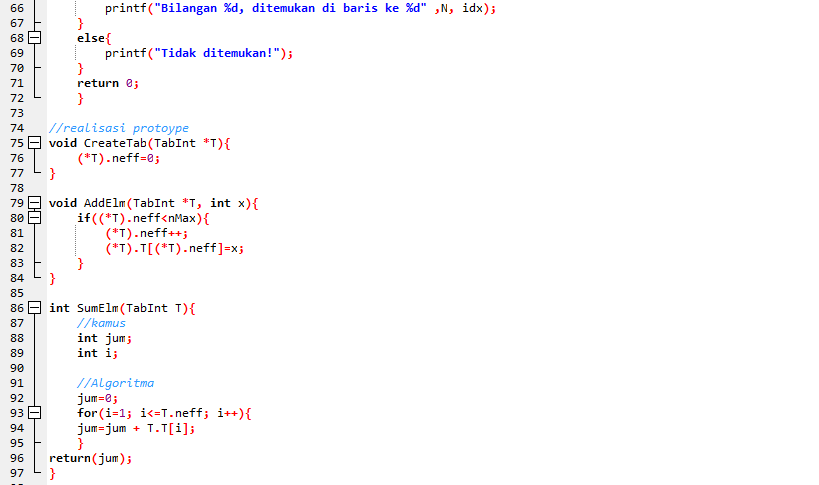 66 printf("Bilangan %d, ditemukan di baris ke %d" ,N, idx);
67 }
68 else{
69 printf("Tidak ditemukan!");
70 }
71 return 0;
72 }
73
74 //realisasi protoype
75 void CreateTab(TabInt *T){
76 (*T).neff=0;
77 }
78
79 void AddElm(TabInt *T, int x){
80 if((*T).neff<nMax){
81 (*T).neff++;
82 (*T).T[(*T).neff]=x;
83 }
84 }
85
86 int SumElm(TabInt T){
87 //kamus
88 int jum;
89 int i;
90
91 //Algoritma
92 jum=0;
93 for(i=1; i<=T.neff; i++){
94 jum=jum + T.T[i];
95 }
96 return(jum);
97 }